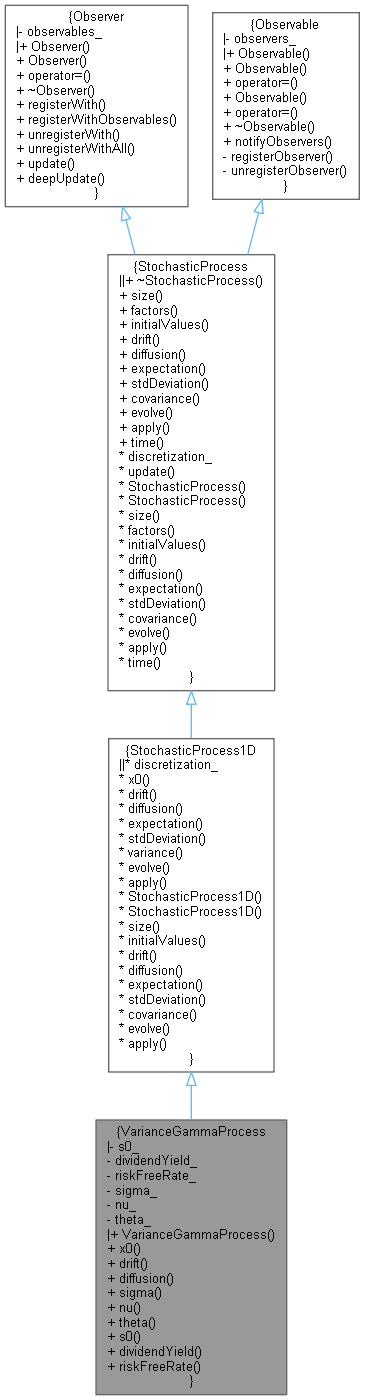 {Observer
|- observables_
|+ Observer()
+ Observer()
+ operator=()
+ ~Observer()
+ registerWith()
+ registerWithObservables()
+ unregisterWith()
+ unregisterWithAll()
+ update()
+ deepUpdate()
}
{Observable
|- observers_
|+ Observable()
+ Observable()
+ operator=()
+ Observable()
+ operator=()
+ ~Observable()
+ notifyObservers()
- registerObserver()
- unregisterObserver()
}
{StochasticProcess
||+ ~StochasticProcess()
+ size()
+ factors()
+ initialValues()
+ drift()
+ diffusion()
+ expectation()
+ stdDeviation()
+ covariance()
+ evolve()
+ apply()
+ time()
* discretization_
* update()
* StochasticProcess()
* StochasticProcess()
* size()
* factors()
* initialValues()
* drift()
* diffusion()
* expectation()
* stdDeviation()
* covariance()
* evolve()
* apply()
* time()
}
{StochasticProcess1D
||* discretization_
* x0()
* drift()
* diffusion()
* expectation()
* stdDeviation()
* variance()
* evolve()
* apply()
* StochasticProcess1D()
* StochasticProcess1D()
* size()
* initialValues()
* drift()
* diffusion()
* expectation()
* stdDeviation()
* covariance()
* evolve()
* apply()
}
{VarianceGammaProcess
|- s0_
- dividendYield_
- riskFreeRate_
- sigma_
- nu_
- theta_
|+ VarianceGammaProcess()
+ x0()
+ drift()
+ diffusion()
+ sigma()
+ nu()
+ theta()
+ s0()
+ dividendYield()
+ riskFreeRate()
}